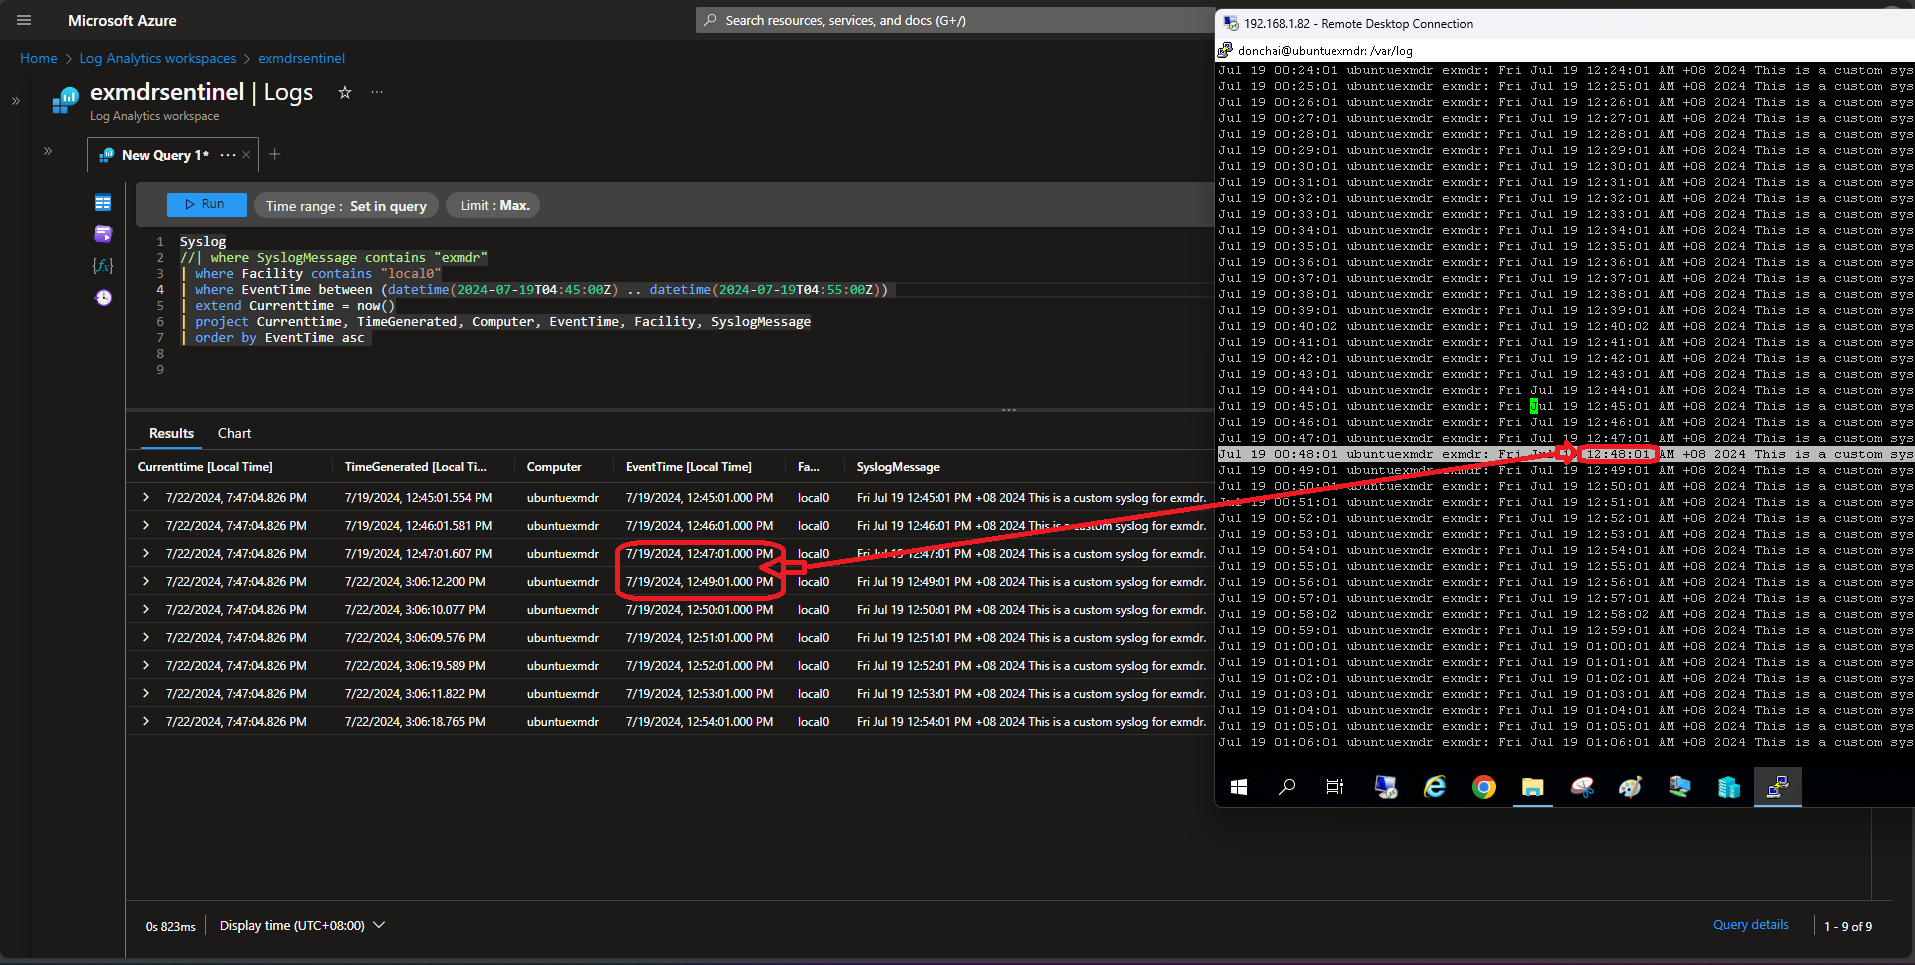 Microsoft Azure
Search resources, services, and docs (G+/)
Home > Log Analytics workspaces > exmdrsentinel
exmdrsentinel | Logs
Log Analytics workspace
New Query 1*
Run
Time range : Set in query
Limit : Max.
1 Syslog
2 //| where SyslogMessage contains "exmdr"
3 | where Facility contains "local0"
4 | where EventTime between (datetime(2024-07-19T04:45:00Z) .. datetime(2024-07-19T04:55:00Z))
5 | extend Currenttime = now()
6 | project Currenttime, TimeGenerated, Computer, EventTime, Facility, SyslogMessage
7 | order by EventTime asc
8
9
Results Chart
Currenttime [Local Time] TimeGenerated [Local Ti... Computer EventTime [Local Time] Fa... SyslogMessage
7/22/2024, 7:47:04.826 PM 7/19/2024, 12:45:01.554 PM ubuntuexmdr 7/19/2024, 12:45:01.000 PM local0 Fri Jul 19 12:45:01 PM +08 2024 This is a custom syslog for exmdr.
7/22/2024, 7:47:04.826 PM 7/19/2024, 12:46:01.581 PM ubuntuexmdr 7/19/2024, 12:46:01.000 PM local0 Fri Jul 19 12:46:01 PM +08 2024 This is a custom syslog for exmdr.
7/22/2024, 7:47:04.826 PM 7/19/2024, 12:47:01.607 PM ubuntuexmdr 7/19/2024, 12:47:01.000 PM local0 Fri Jul 19 12:47:01 PM +08 2024 This is a custom syslog for exmdr.
7/22/2024, 7:47:04.826 PM 7/22/2024, 3:06:12.200 PM ubuntuexmdr 7/19/2024, 12:49:01.000 PM local0 Fri Jul 19 12:49:01 PM +08 2024 This is a custom syslog for exmdr.
7/22/2024, 7:47:04.826 PM 7/22/2024, 3:06:10.077 PM ubuntuexmdr 7/19/2024, 12:50:01.000 PM local0 Fri Jul 19 12:50:01 PM +08 2024 This is a custom syslog for exmdr.
7/22/2024, 7:47:04.826 PM 7/22/2024, 3:06:09.576 PM ubuntuexmdr 7/19/2024, 12:51:01.000 PM local0 Fri Jul 19 12:51:01 PM +08 2024 This is a custom syslog for exmdr.
7/22/2024, 7:47:04.826 PM 7/22/2024, 3:06:19.589 PM ubuntuexmdr 7/19/2024, 12:52:01.000 PM local0 Fri Jul 19 12:52:01 PM +08 2024 This is a custom syslog for exmdr.
7/22/2024, 7:47:04.826 PM 7/22/2024, 3:06:11.822 PM ubuntuexmdr 7/19/2024, 12:53:01.000 PM local0 Fri Jul 19 12:53:01 PM +08 2024 This is a custom syslog for exmdr.
7/22/2024, 7:47:04.826 PM 7/22/2024, 3:06:18.765 PM ubuntuexmdr 7/19/2024, 12:54:01.000 PM local0 Fri Jul 19 12:54:01 PM +08 2024 This is a custom syslog for exmdr.
0s 823ms
Display time (UTC+08:00)
Query details
1 - 9 of 9
192.168.1.82 - Remote Desktop Connection
donchai@ubuntuexmdr: /var/log
Jul 19 00:24:01 ubuntuexmdr exmdr: Fri Jul 19 12:24:01 AM +08 2024 This is a custom sys
Jul 19 00:25:01 ubuntuexmdr exmdr: Fri Jul 19 12:25:01 AM +08 2024 This is a custom sys
Jul 19 00:26:01 ubuntuexmdr exmdr: Fri Jul 19 12:26:01 AM +08 2024 This is a custom sys
Jul 19 00:27:01 ubuntuexmdr exmdr: Fri Jul 19 12:27:01 AM +08 2024 This is a custom sys
Jul 19 00:28:01 ubuntuexmdr exmdr: Fri Jul 19 12:28:01 AM +08 2024 This is a custom sys
Jul 19 00:29:01 ubuntuexmdr exmdr: Fri Jul 19 12:29:01 AM +08 2024 This is a custom sys
Jul 19 00:30:01 ubuntuexmdr exmdr: Fri Jul 19 12:30:01 AM +08 2024 This is a custom sys
Jul 19 00:31:01 ubuntuexmdr exmdr: Fri Jul 19 12:31:01 AM +08 2024 This is a custom sys
Jul 19 00:32:01 ubuntuexmdr exmdr: Fri Jul 19 12:32:01 AM +08 2024 This is a custom sys
Jul 19 00:33:01 ubuntuexmdr exmdr: Fri Jul 19 12:33:01 AM +08 2024 This is a custom sys
Jul 19 00:34:01 ubuntuexmdr exmdr: Fri Jul 19 12:34:01 AM +08 2024 This is a custom sys
Jul 19 00:35:01 ubuntuexmdr exmdr: Fri Jul 19 12:35:01 AM +08 2024 This is a custom sys
Jul 19 00:36:01 ubuntuexmdr exmdr: Fri Jul 19 12:36:01 AM +08 2024 This is a custom sys
Jul 19 00:37:01 ubuntuexmdr exmdr: Fri Jul 19 12:37:01 AM +08 2024 This is a custom sys
Jul 19 00:38:01 ubuntuexmdr exmdr: Fri Jul 19 12:38:01 AM +08 2024 This is a custom sys
Jul 19 00:39:01 ubuntuexmdr exmdr: Fri Jul 19 12:39:01 AM +08 2024 This is a custom sys
Jul 19 00:40:02 ubuntuexmdr exmdr: Fri Jul 19 12:40:02 AM +08 2024 This is a custom sys
Jul 19 00:41:01 ubuntuexmdr exmdr: Fri Jul 19 12:41:01 AM +08 2024 This is a custom sys
Jul 19 00:42:01 ubuntuexmdr exmdr: Fri Jul 19 12:42:01 AM +08 2024 This is a custom sys
Jul 19 00:43:01 ubuntuexmdr exmdr: Fri Jul 19 12:43:01 AM +08 2024 This is a custom sys
Jul 19 00:44:01 ubuntuexmdr exmdr: Fri Jul 19 12:44:01 AM +08 2024 This is a custom sys
Jul 19 00:45:01 ubuntuexmdr exmdr: Fri Jul 19 12:45:01 AM +08 2024 This is a custom sys
Jul 19 00:46:01 ubuntuexmdr exmdr: Fri Jul 19 12:46:01 AM +08 2024 This is a custom sys
Jul 19 00:47:01 ubuntuexmdr exmdr: Fri Jul 19 12:47:01 AM +08 2024 This is a custom sys
Jul 19 00:48:01 ubuntuexmdr exmdr: Fri Jul 19 12:48:01 AM +08 2024 This is a custom sys
Jul 19 00:49:01 ubuntuexmdr exmdr: Fri Jul 19 12:49:01 AM +08 2024 This is a custom sys
Jul 19 00:50:01 ubuntuexmdr exmdr: Fri Jul 19 12:50:01 AM +08 2024 This is a custom sys
Jul 19 00:51:01 ubuntuexmdr exmdr: Fri Jul 19 12:51:01 AM +08 2024 This is a custom sys
Jul 19 00:52:01 ubuntuexmdr exmdr: Fri Jul 19 12:52:01 AM +08 2024 This is a custom sys
Jul 19 00:53:01 ubuntuexmdr exmdr: Fri Jul 19 12:53:01 AM +08 2024 This is a custom sys
Jul 19 00:54:01 ubuntuexmdr exmdr: Fri Jul 19 12:54:01 AM +08 2024 This is a custom sys
Jul 19 00:55:01 ubuntuexmdr exmdr: Fri Jul 19 12:55:01 AM +08 2024 This is a custom sys
Jul 19 00:56:01 ubuntuexmdr exmdr: Fri Jul 19 12:56:01 AM +08 2024 This is a custom sys
Jul 19 00:57:01 ubuntuexmdr exmdr: Fri Jul 19 12:57:01 AM +08 2024 This is a custom sys
Jul 19 00:58:02 ubuntuexmdr exmdr: Fri Jul 19 12:58:02 AM +08 2024 This is a custom sys
Jul 19 00:59:01 ubuntuexmdr exmdr: Fri Jul 19 12:59:01 AM +08 2024 This is a custom sys
Jul 19 01:00:01 ubuntuexmdr exmdr: Fri Jul 19 01:00:01 AM +08 2024 This is a custom sys
Jul 19 01:01:01 ubuntuexmdr exmdr: Fri Jul 19 01:01:01 AM +08 2024 This is a custom sys
Jul 19 01:02:01 ubuntuexmdr exmdr: Fri Jul 19 01:02:01 AM +08 2024 This is a custom sys
Jul 19 01:03:01 ubuntuexmdr exmdr: Fri Jul 19 01:03:01 AM +08 2024 This is a custom sys
Jul 19 01:04:01 ubuntuexmdr exmdr: Fri Jul 19 01:04:01 AM +08 2024 This is a custom sys
Jul 19 01:05:01 ubuntuexmdr exmdr: Fri Jul 19 01:05:01 AM +08 2024 This is a custom sys
Jul 19 01:06:01 ubuntuexmdr exmdr: Fri Jul 19 01:06:01 AM +08 2024 This is a custom sys